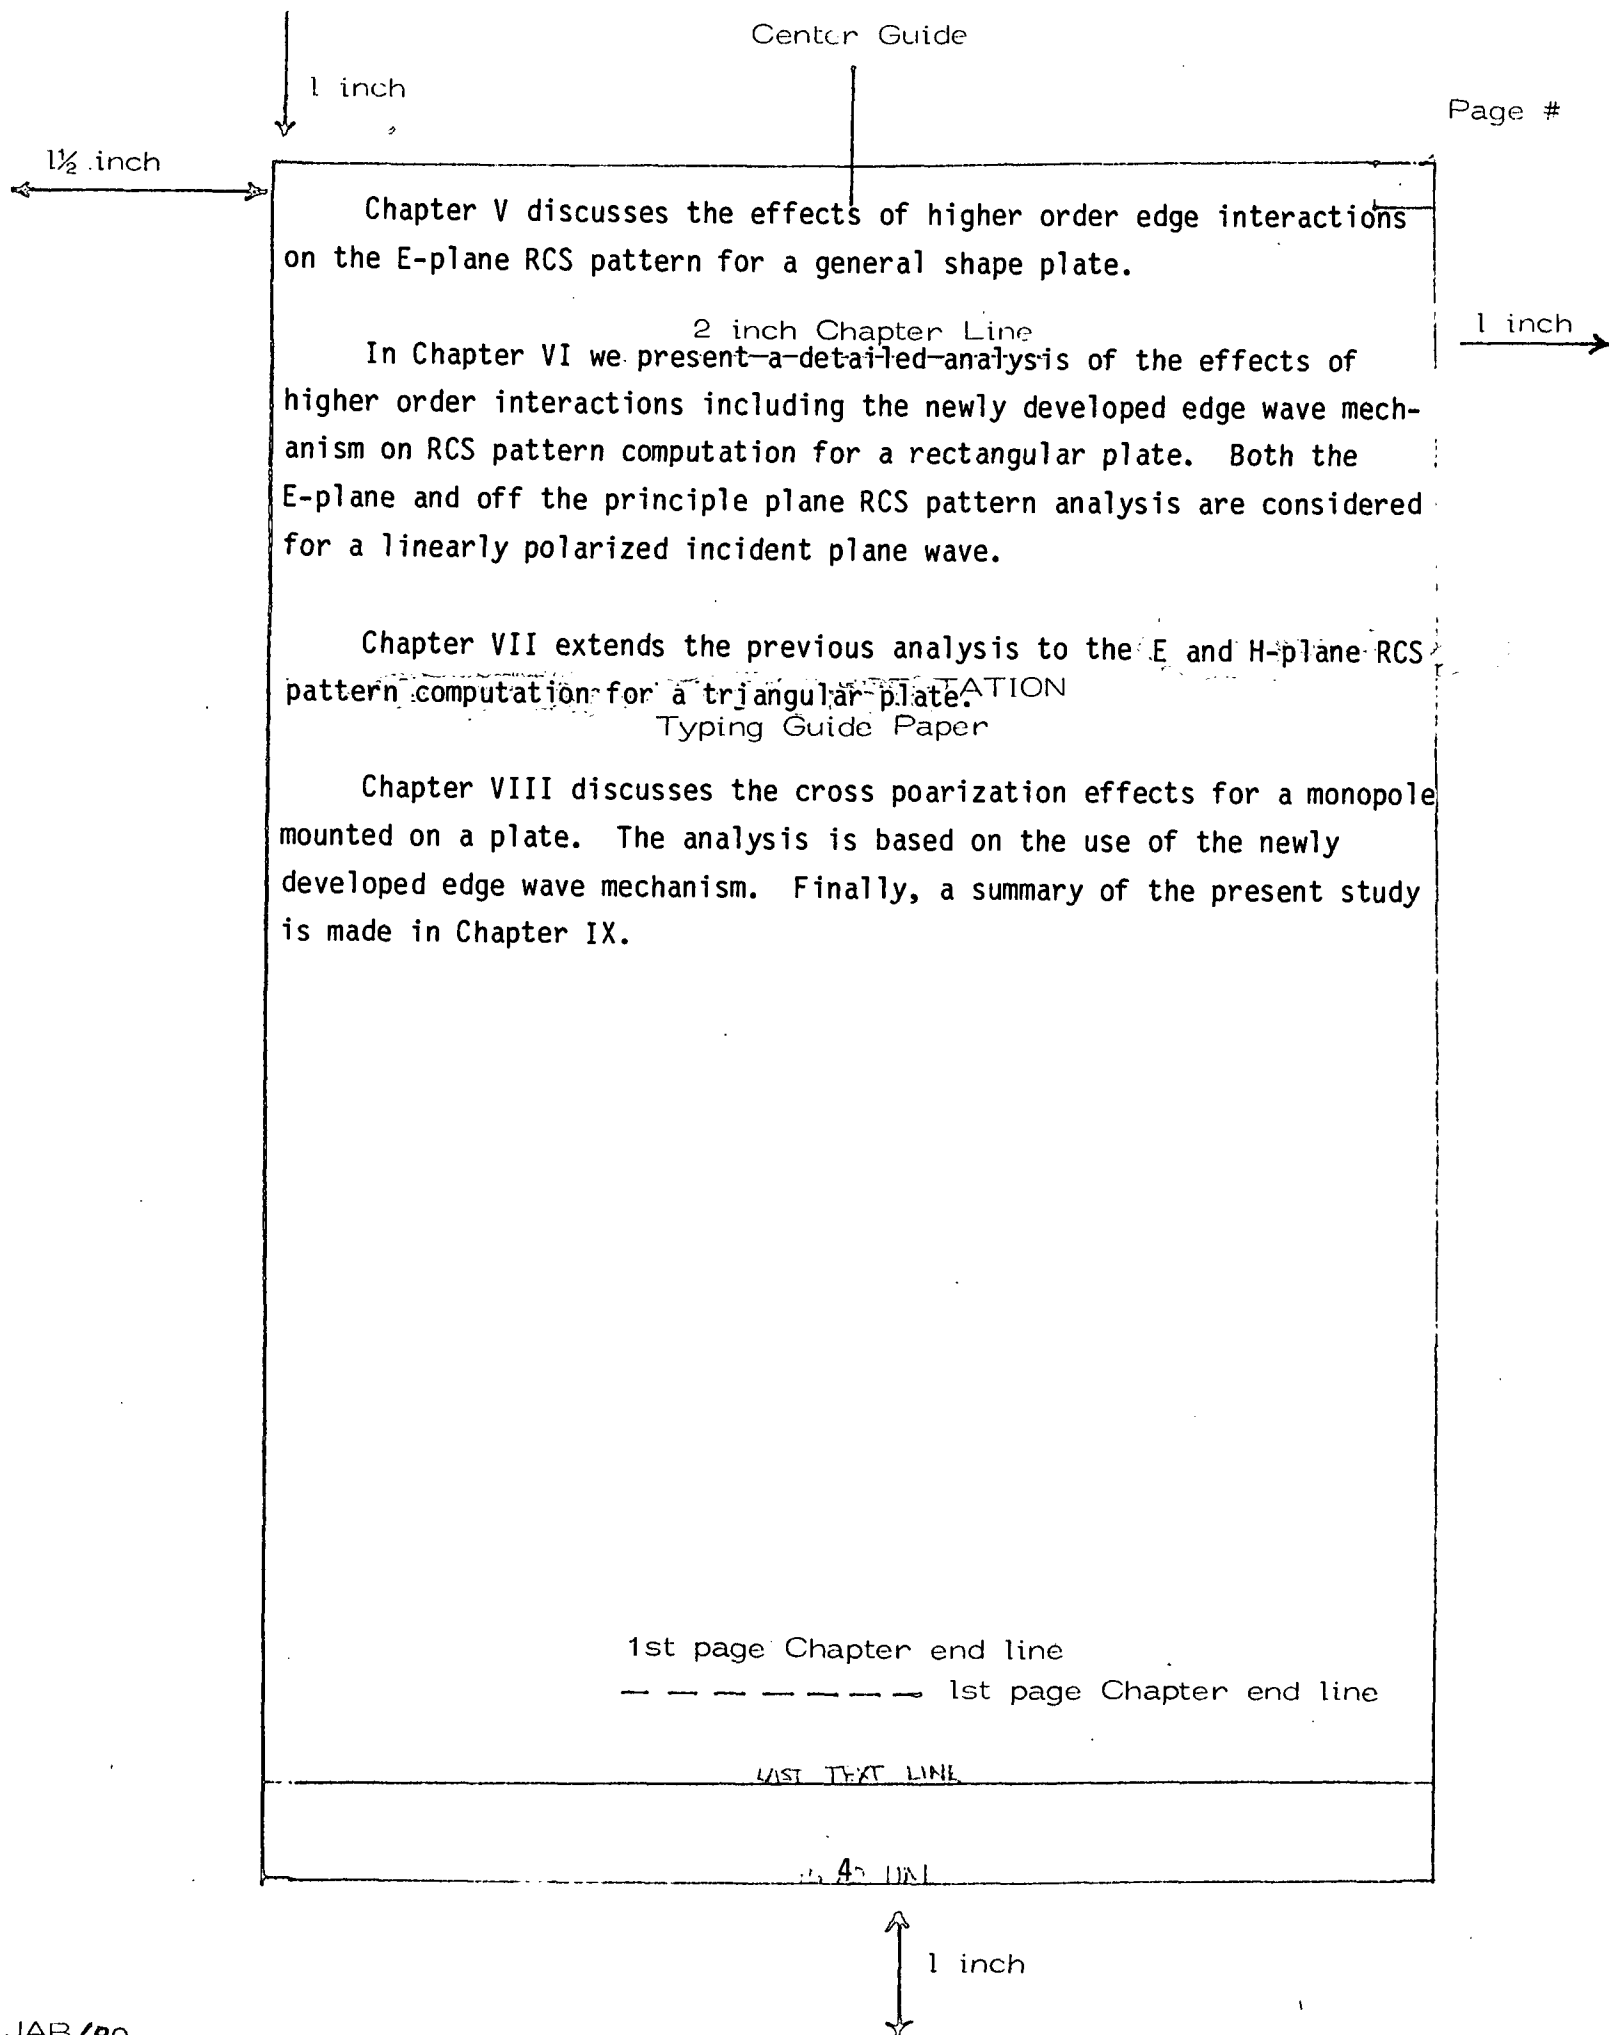 Center Guide
1 inch
Page #
1½ inch
Chapter V discusses the effects of higher order edge interactions
on the E-plane RCS pattern for a general shape plate.
2 inch Chapter Line
1 inch
In Chapter VI we present a detailed analysis of the effects of
higher order interactions including the newly developed edge wave mech-
anism on RCS pattern computation for a rectangular plate. Both the
E-plane and off the principle plane RCS pattern analysis are considered
for a linearly polarized incident plane wave.
Chapter VII extends the previous analysis to the E and H-plane RCS
pattern computation for a triangular plate.
TATION
Typing Guide Paper
Chapter VIII discusses the cross poarization effects for a monopole
mounted on a plate. The analysis is based on the use of the newly
developed edge wave mechanism. Finally, a summary of the present study
is made in Chapter IX.
1st page Chapter end line
1st page Chapter end line
LAST TEXT LINE
4
1 inch